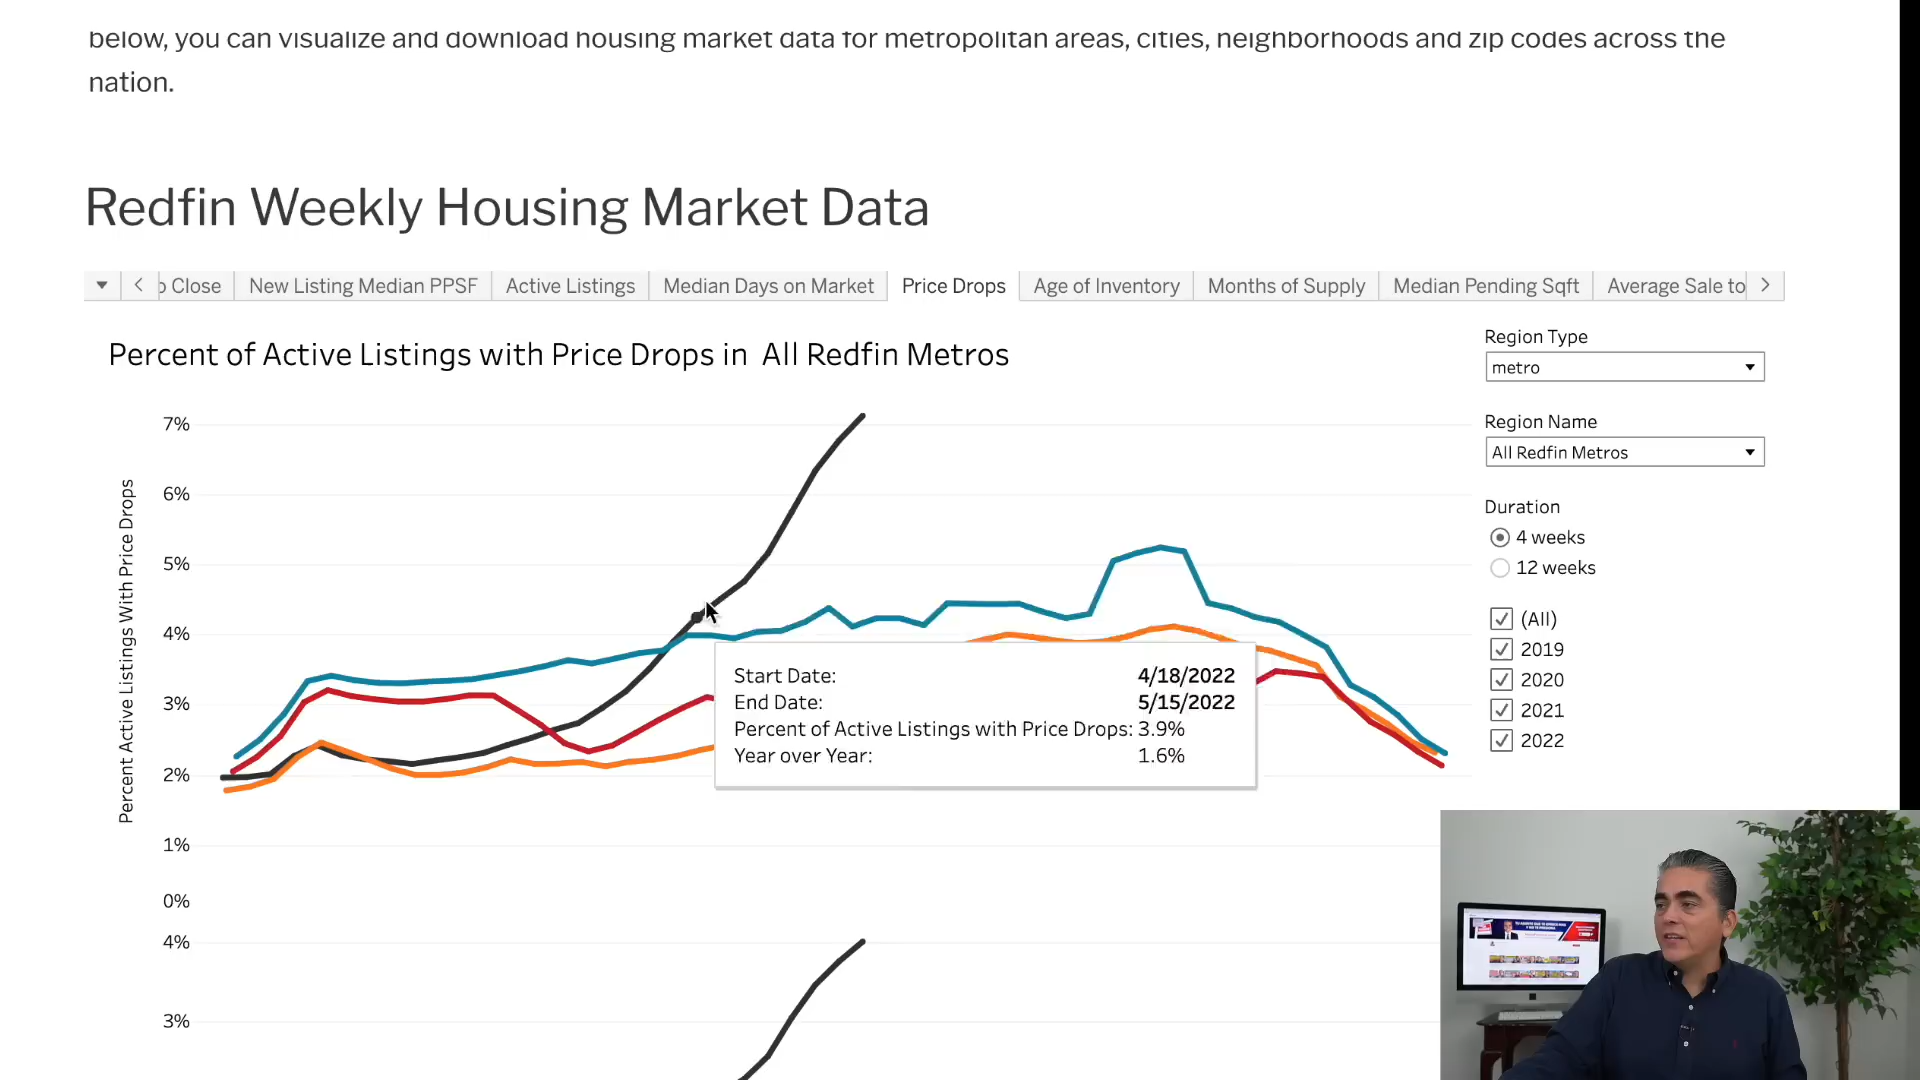 below, you can visualize and download housing market data for metropolitan areas, cities, neighborhoods and zip codes across the
nation.
Redfin Weekly Housing Market Data
o Close
New Listing Median PPSF
Active Listings
Median Days on Market
Price Drops
Age of Inventory
Months of Supply
Median Pending Sqft
Average Sale to
Percent of Active Listings with Price Drops in All Redfin Metros
Region Type
metro
Region Name
All Redfin Metros
Duration
4 weeks
12 weeks
(All)
2019
2020
2021
2022
Percent Active Listings With Price Drops
7%
6%
5%
4%
3%
2%
1%
0%
4%
3%
Start Date: 4/18/2022
End Date: 5/15/2022
Percent of Active Listings with Price Drops: 3.9%
Year over Year: 1.6%